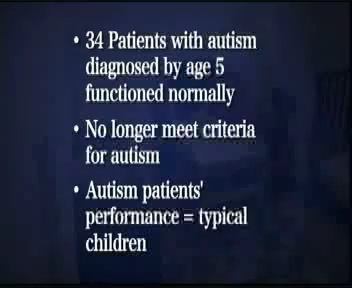 • 34 Patients with autism
diagnosed by age 5
functioned normally
• No longer meet criteria
for autism
• Autism patients'
performance = typical
children